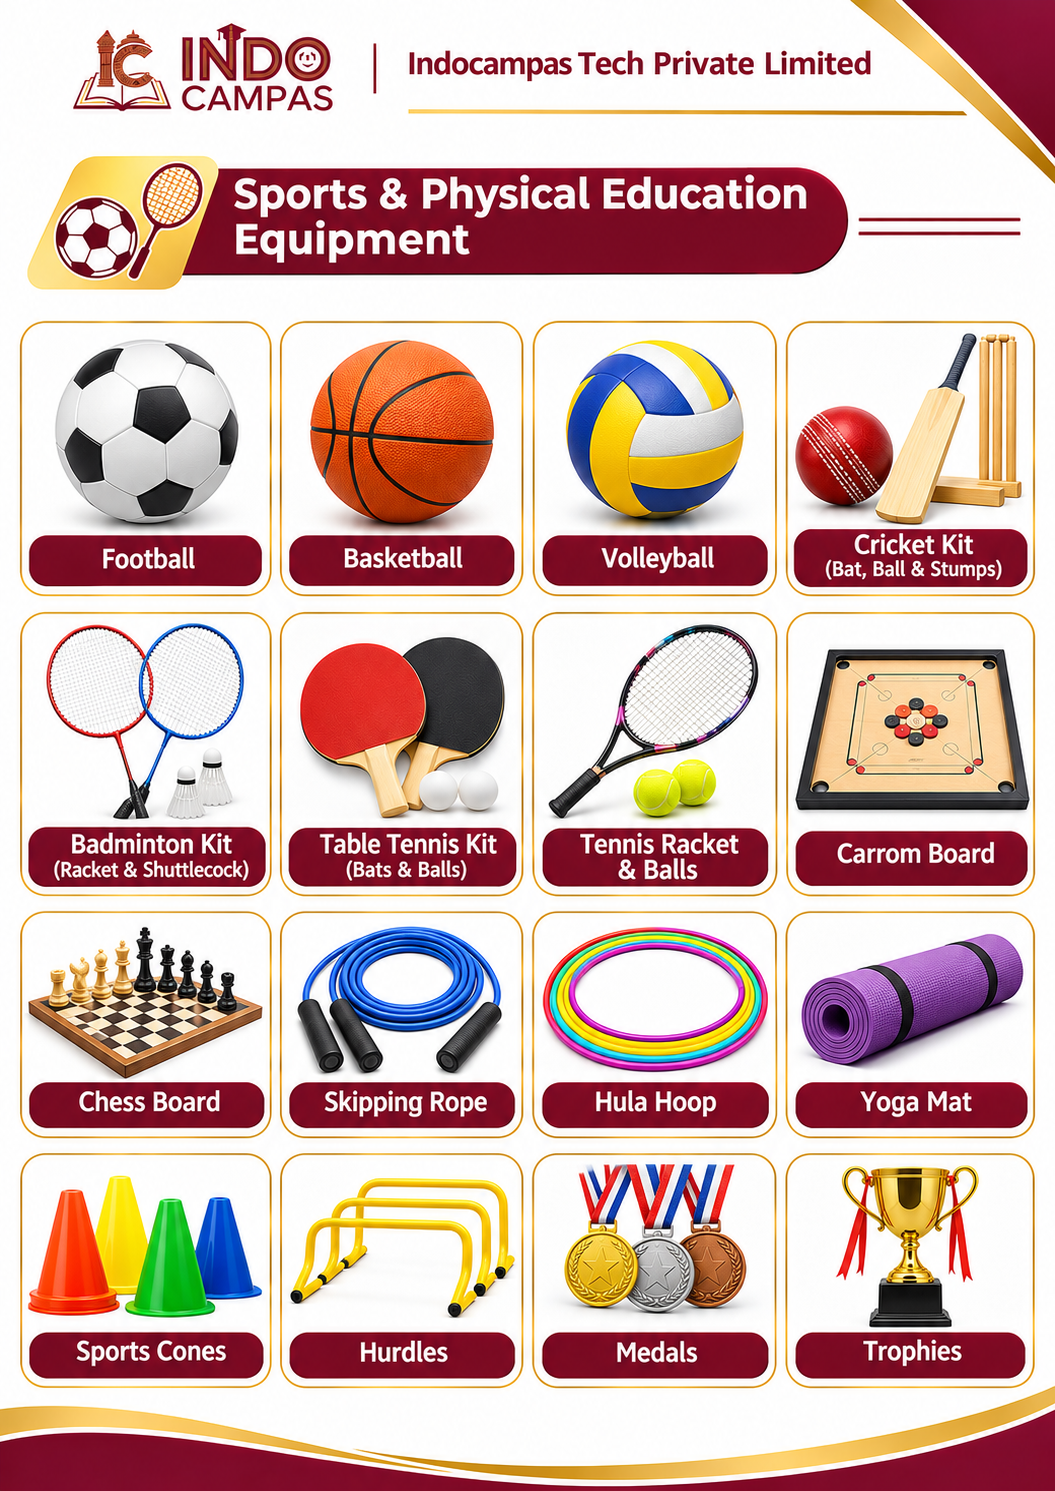 IC
INDO
CAMPAS
Indocampas Tech Private Limited
Sports & Physical Education
Equipment
Football
Basketball
Volleyball
Cricket Kit
(Bat, Ball & Stumps)
Badminton Kit
(Racket & Shuttlecock)
Table Tennis Kit
(Bats & Balls)
Tennis Racket
& Balls
Carrom Board
Chess Board
Skipping Rope
Hula Hoop
Yoga Mat
Sports Cones
Hurdles
Medals
Trophies